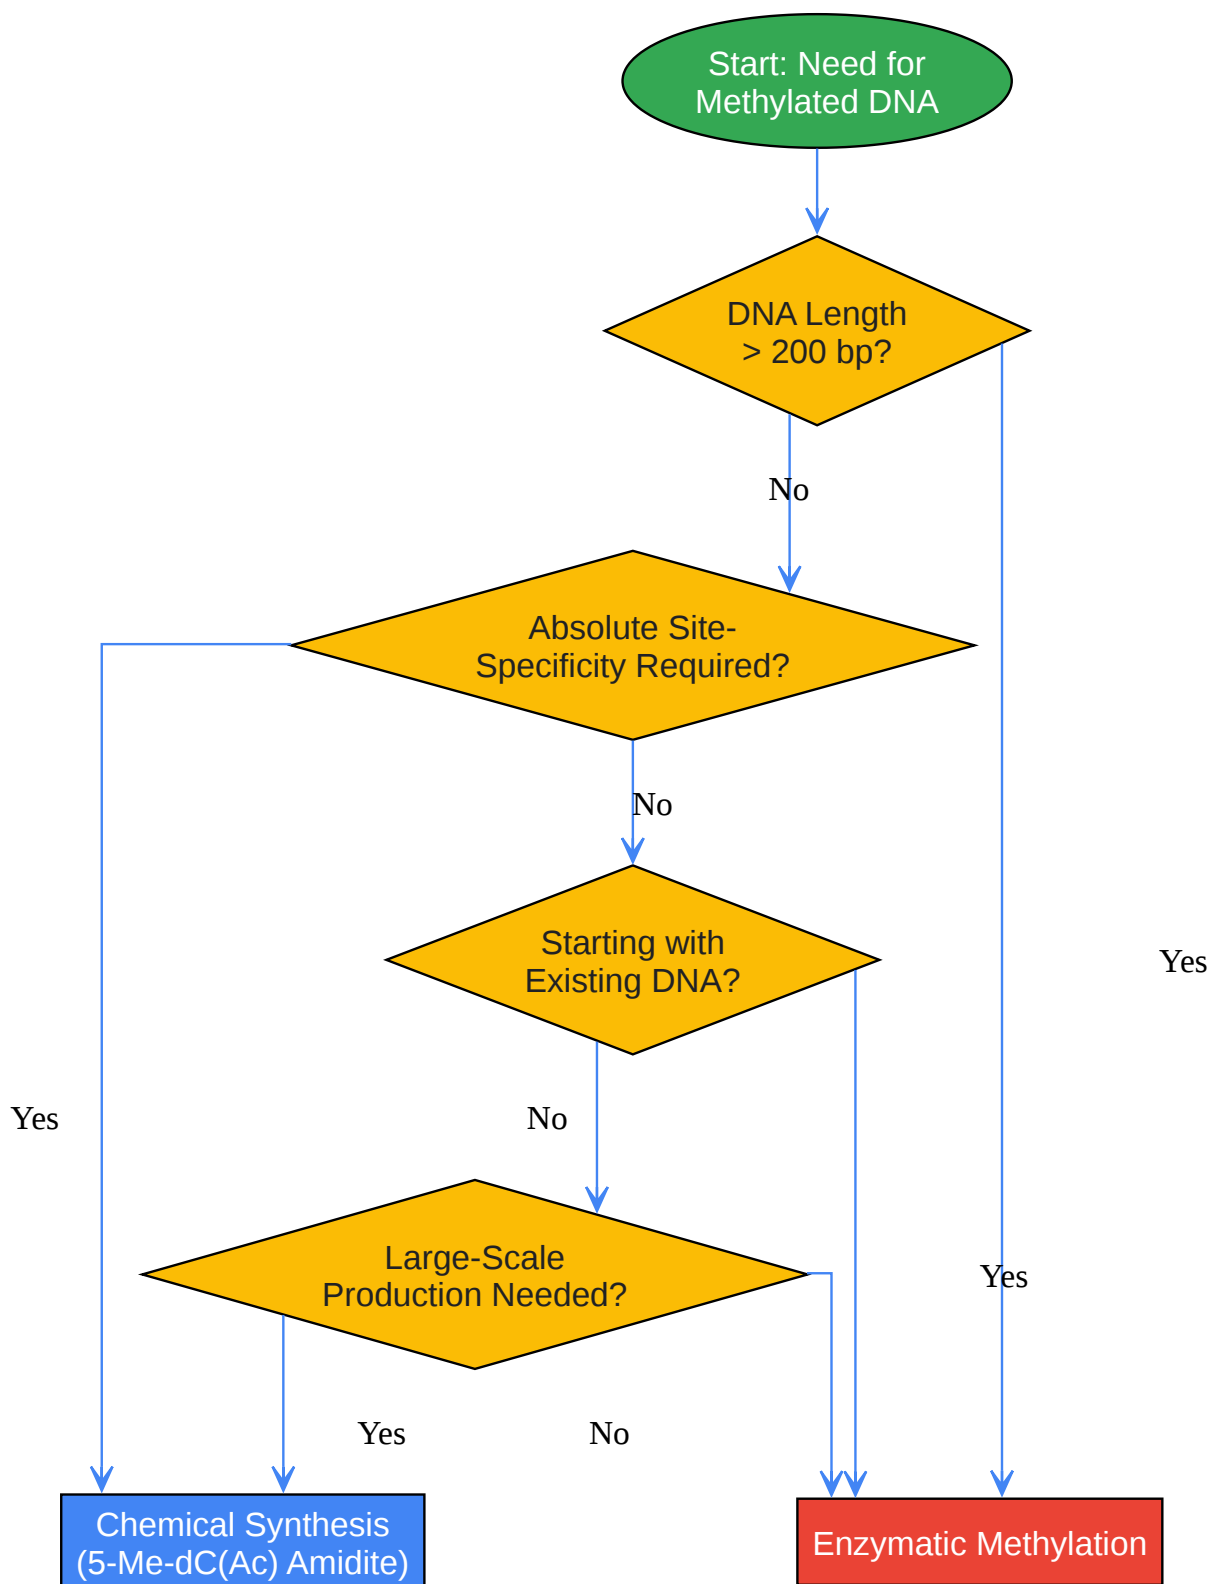 Start: Need for
Methylated DNA
DNA Length
> 200 bp?
No
Absolute Site-
Specificity Required?
No
Starting with
Existing DNA?
Yes
Yes
No
Large-Scale
Production Needed?
Yes
Yes
No
Chemical Synthesis
(5-Me-dC(Ac) Amidite)
Enzymatic Methylation